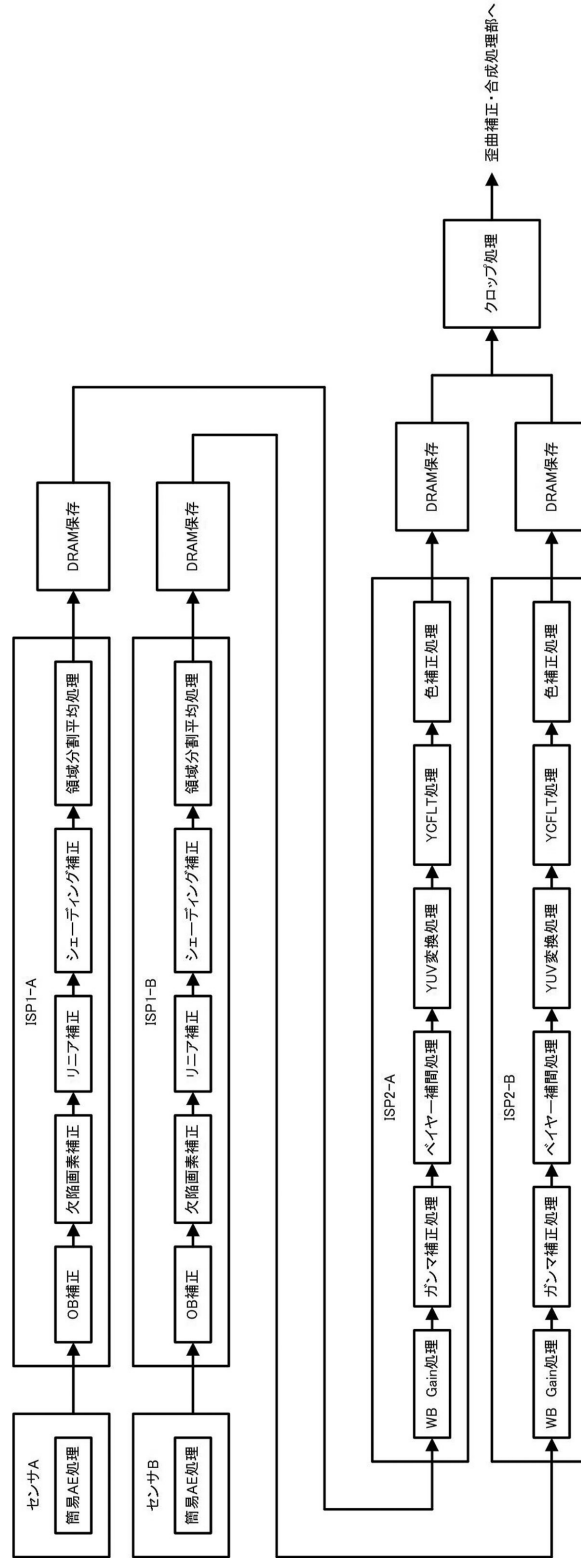 センサA
簡易AE処理
ISP1-A
OB補正
欠陥画素補正
リニア補正
シェーディング補正
領域分割平均処理
DRAM保存
センサB
簡易AE処理
ISP1-B
OB補正
欠陥画素補正
リニア補正
シェーディング補正
領域分割平均処理
DRAM保存
ISP2-A
WB Gain処理
ガンマ補正処理
ベイヤー補間処理
YUV変換処理
YCFLT処理
色補正処理
DRAM保存
ISP2-B
WB Gain処理
ガンマ補正処理
ベイヤー補間処理
YUV変換処理
YCFLT処理
色補正処理
DRAM保存
クロップ処理
歪曲補正・合成処理部へ